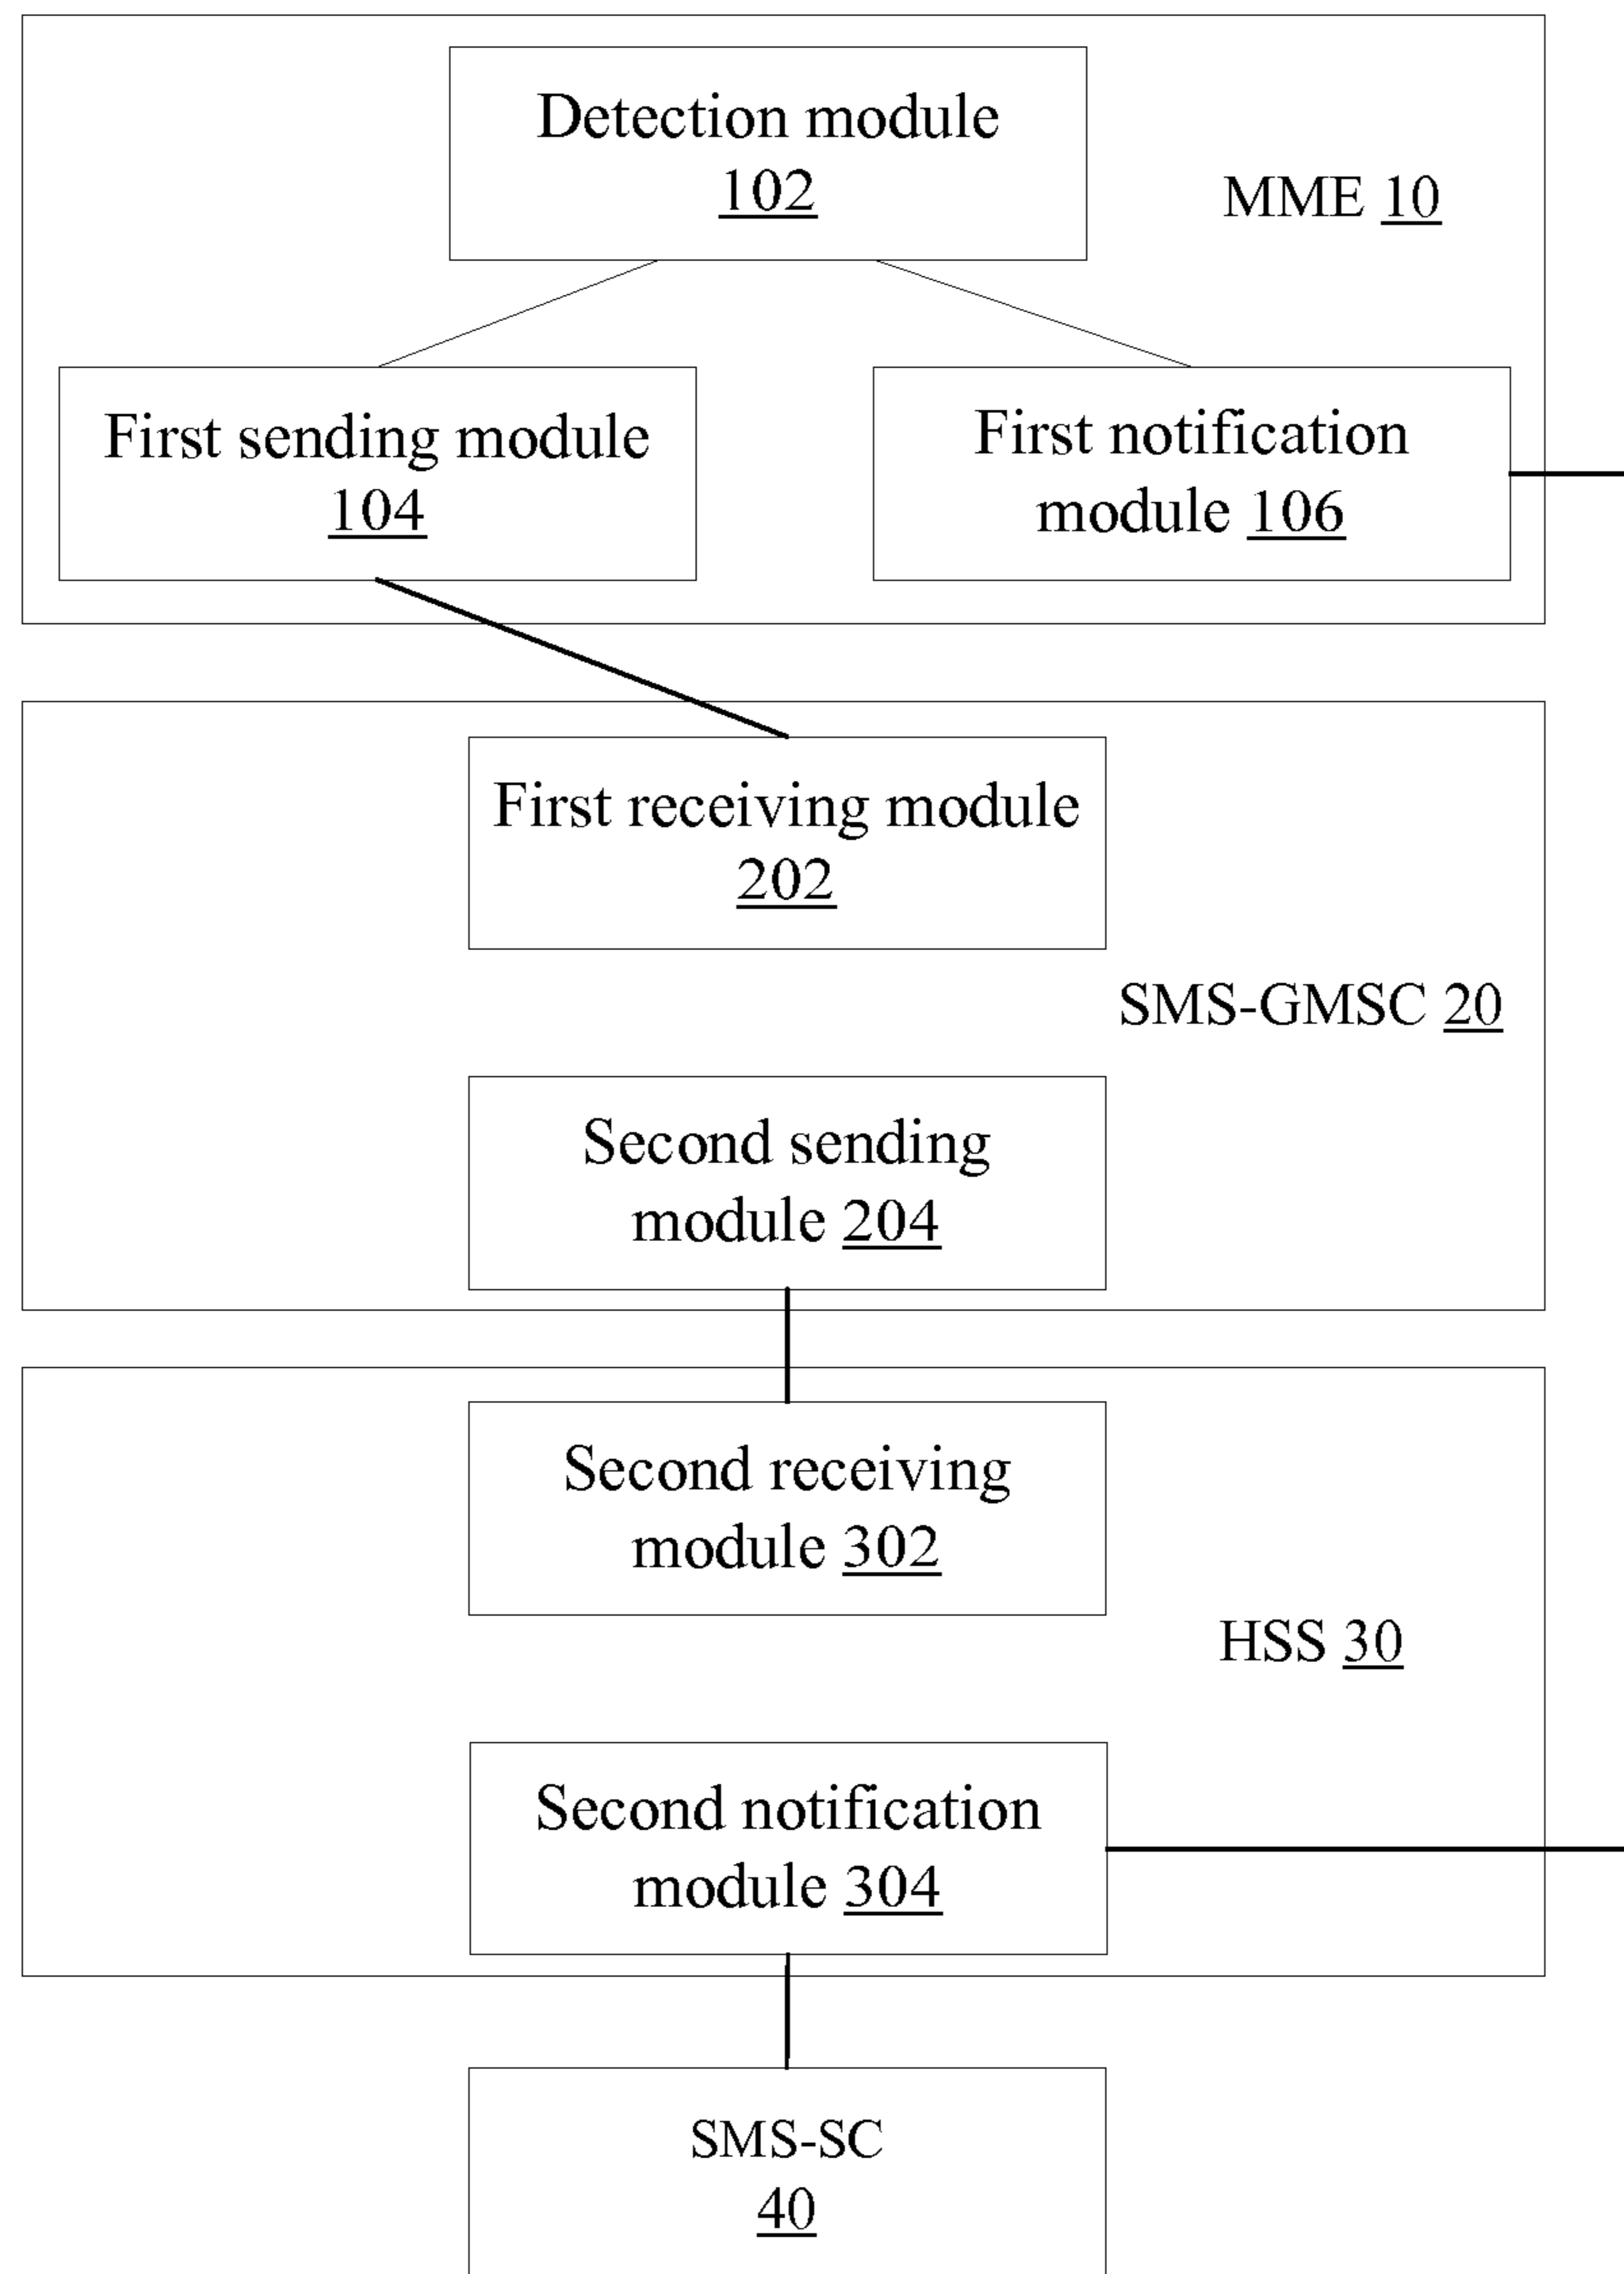 Detection module
102
MME 10
First sending module
104
First notification
module 106
First receiving module
202
SMS-GMSC 20
Second sending
module 204
Second receiving
module 302
HSS 30
Second notification
module 304
SMS-SC
40